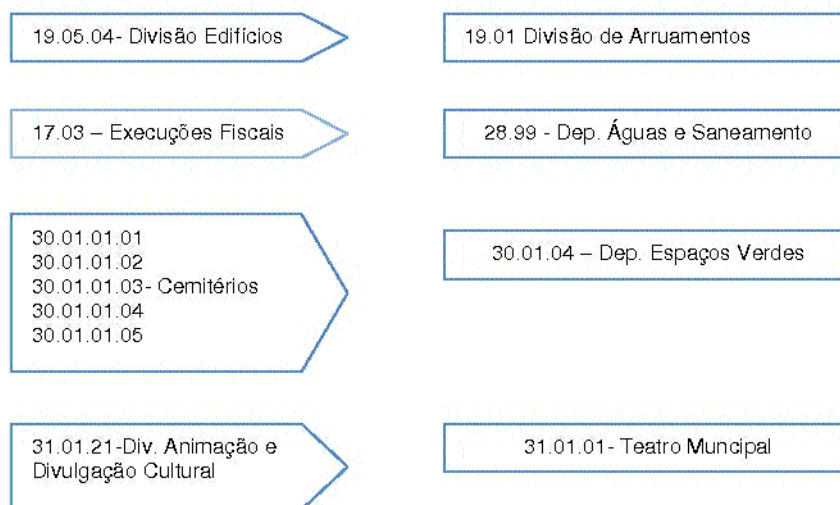 19.05.04- Divisão Edifícios
19.01 Divisão de Arruamentos
17.03 – Execuções Fiscais
28.99 - Dep. Águas e Saneamento
30.01.01.01
30.01.01.02
30.01.01.03- Cemitérios
30.01.01.04
30.01.01.05
30.01.04 – Dep. Espaços Verdes
31.01.21-Div. Animação e
Divulgação Cultural
31.01.01- Teatro Muncipal